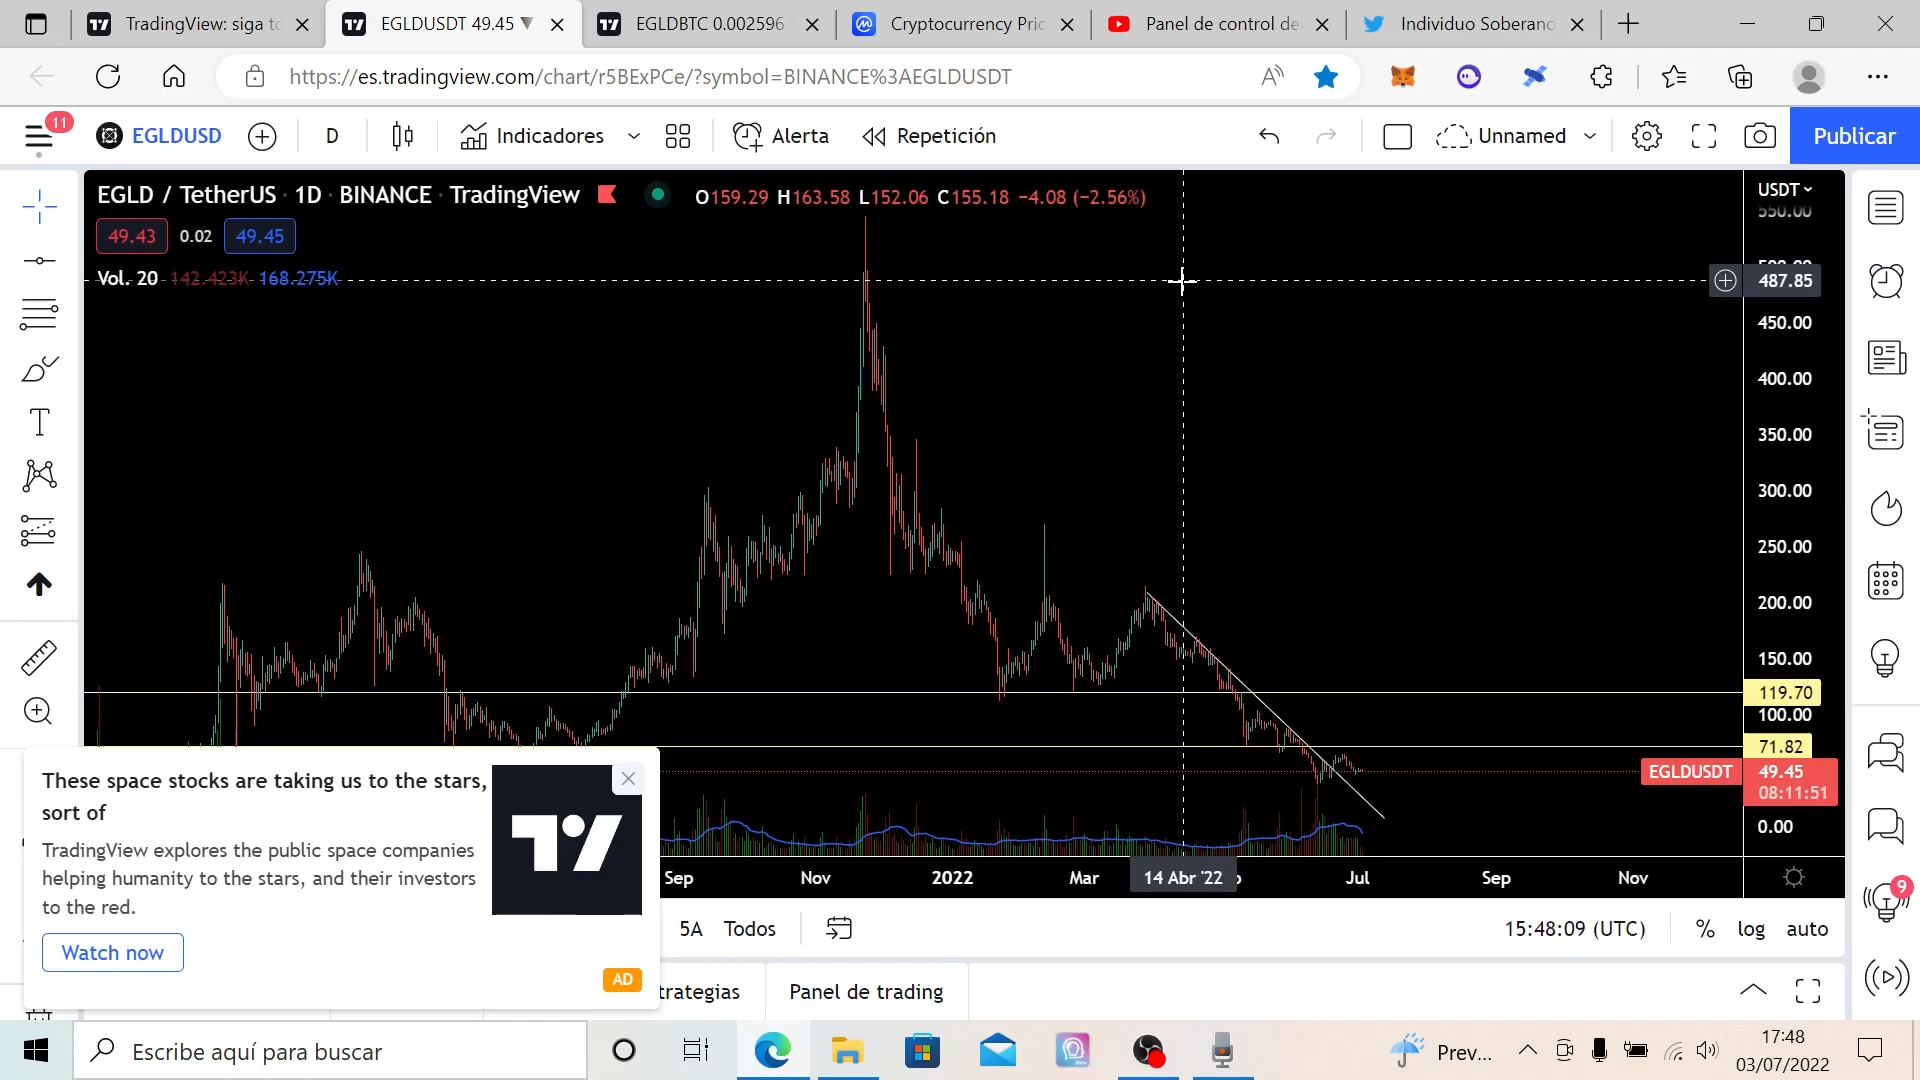 TradingView: siga to
EGLDUSDT 49.45 ▼
EGLDBTC 0.002596
Cryptocurrency Pric
Panel de control del
Individuo Soberano
https://es.tradingview.com/chart/r5BExPCe/?symbol=BINANCE%3AEGLDUSDT
11
EGLDUSD
D
Indicadores
Alerta
Repetición
Unnamed
Publicar
EGLD / TetherUS · 1D · BINANCE · TradingView
O159.29 H163.58 L152.06 C155.18 −4.08 (−2.56%)
USDT
550.00
49.43
0.02
49.45
Vol. 20 142.423K 168.275K
487.85
450.00
400.00
350.00
300.00
250.00
200.00
150.00
119.70
100.00
71.82
EGLDUSDT
49.45
08:11:51
0.00
Sep
Nov
2022
Mar
14 Abr '22
Jul
Sep
Nov
These space stocks are taking us to the stars,
sort of
TradingView explores the public space companies
helping humanity to the stars, and their investors
to the red.
Watch now
AD
5A
Todos
15:48:09 (UTC)
%
log
auto
9
trategias
Panel de trading
Escribe aquí para buscar
Prev...
17:48
03/07/2022